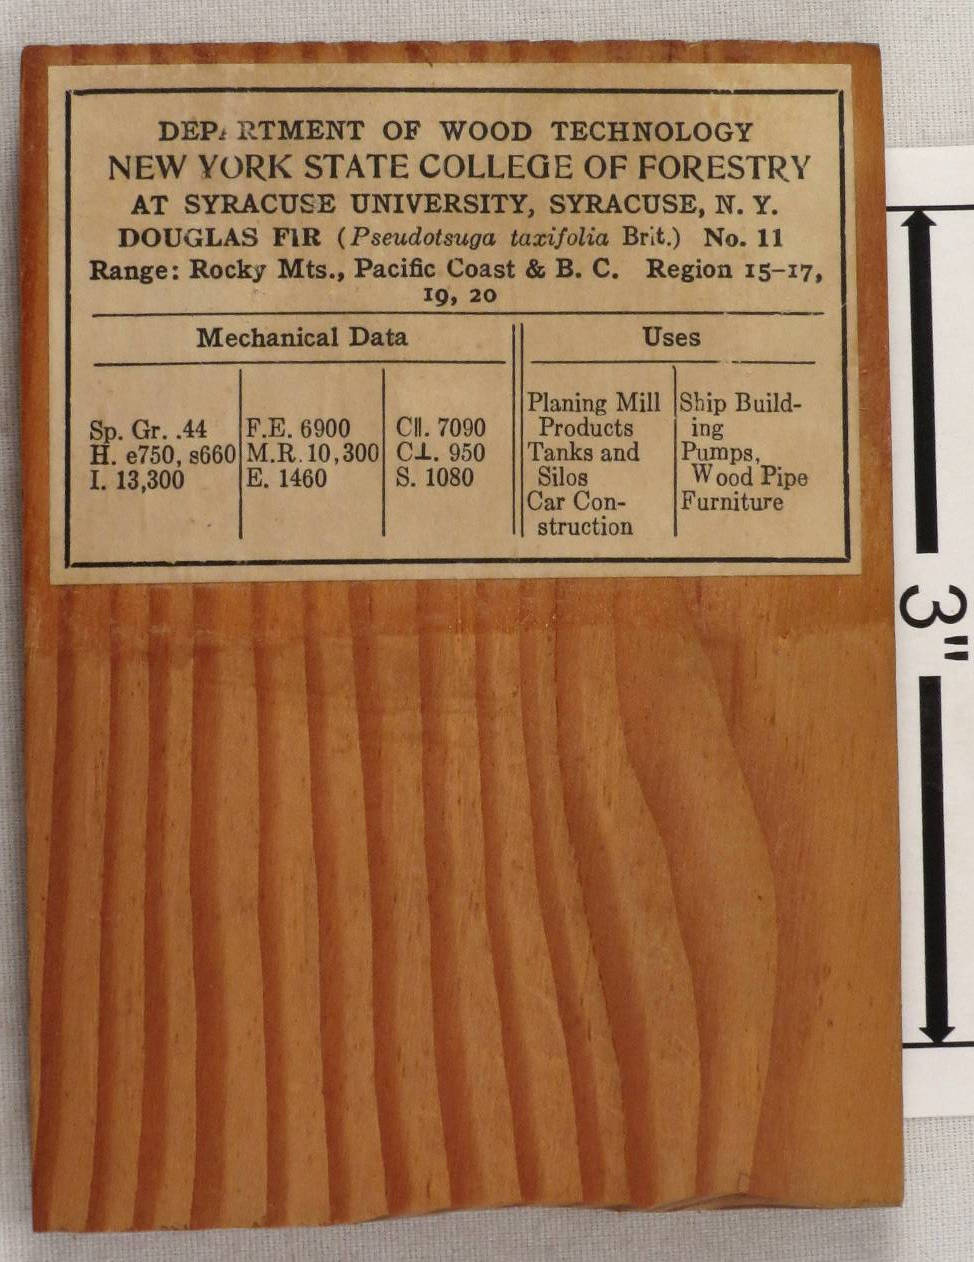 DEPARTMENT OF WOOD TECHNOLOGY
NEW YORK STATE COLLEGE OF FORESTRY
AT SYRACUSE UNIVERSITY, SYRACUSE, N. Y.
DOUGLAS FIR (Pseudotsuga taxifolia Brit.) No. 11
Range: Rocky Mts., Pacific Coast & B. C. Region 15-17,
19, 20
Mechanical Data
Sp. Gr. .44
H. e750, s660
I. 13,300
F.E. 6900
M.R. 10,300
E. 1460
C∥. 7090
C⊥. 950
S. 1080
Uses
Planing Mill
Products
Tanks and
Silos
Car Con-
struction
Ship Build-
ing
Pumps,
Wood Pipe
Furniture
3"